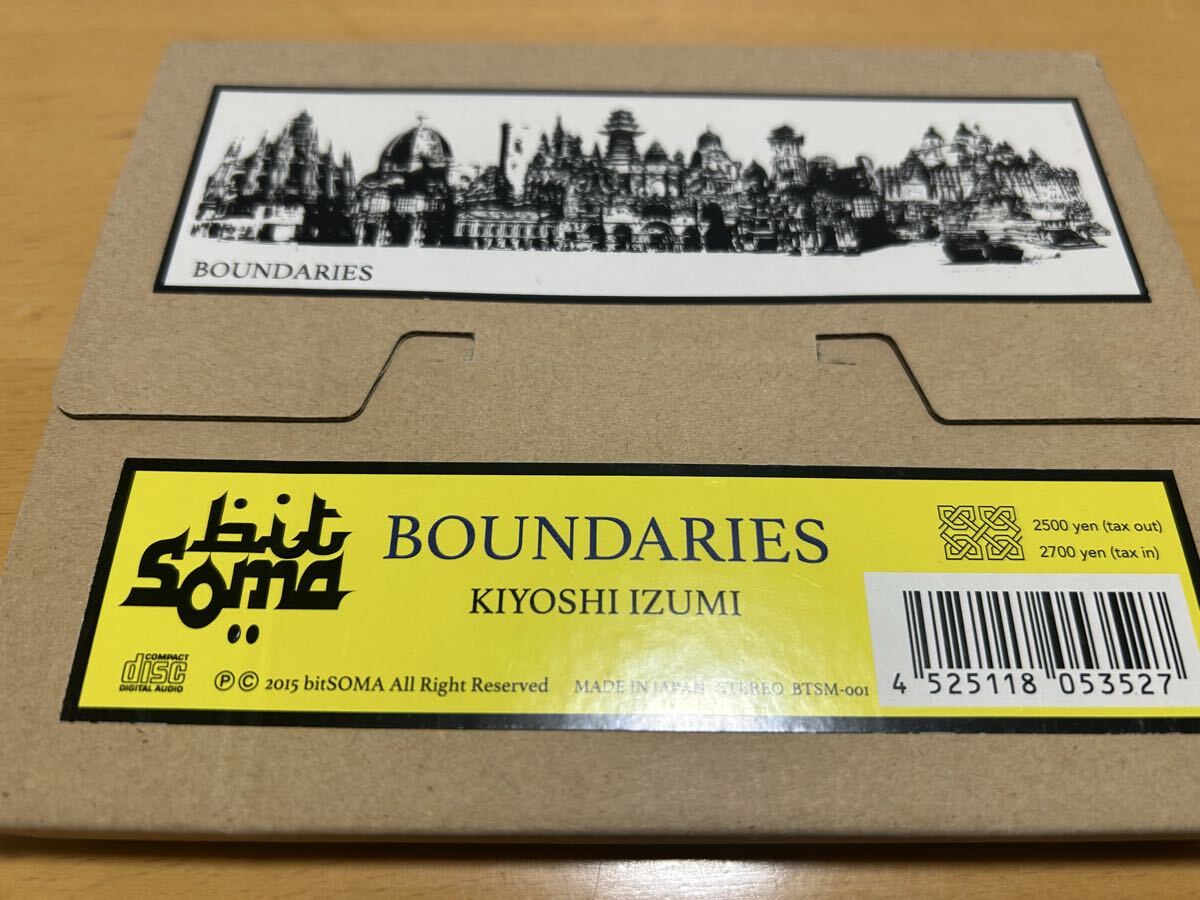 BOUNDARIES
bit
Soma
BOUNDARIES
KIYOSHI IZUMI
2500 yen (tax out)
2700 yen (tax in)
COMPACT
disc
DIGITAL AUDIO
Ⓟ © 2015 bitSOMA All Right Reserved
MADE IN JAPAN STEREO BTSM-001
4 525118 053527